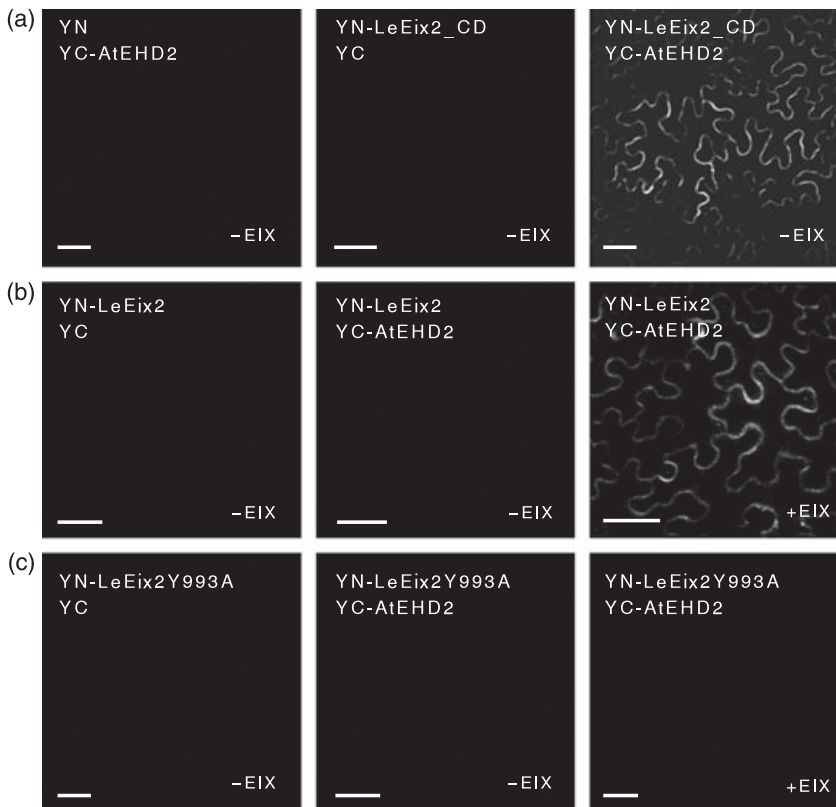 (a)
YN
YC-AtEHD2
–EIX
YN-LeEix2_CD
YC
–EIX
YN-LeEix2_CD
YC-AtEHD2
–EIX
(b)
YN-LeEix2
YC
–EIX
YN-LeEix2
YC-AtEHD2
–EIX
YN-LeEix2
YC-AtEHD2
+EIX
(c)
YN-LeEix2Y993A
YC
–EIX
YN-LeEix2Y993A
YC-AtEHD2
–EIX
YN-LeEix2Y993A
YC-AtEHD2
+EIX